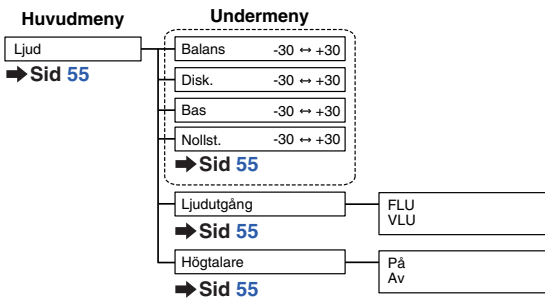 Huvudmeny Undermeny
Ljud
➡ Sid 55
Balans -30 ↔ +30
Disk. -30 ↔ +30
Bas -30 ↔ +30
Nollst. -30 ↔ +30
➡ Sid 55
Ljudutgång
➡ Sid 55
FLU
VLU
Högtalare
➡ Sid 55
På
Av